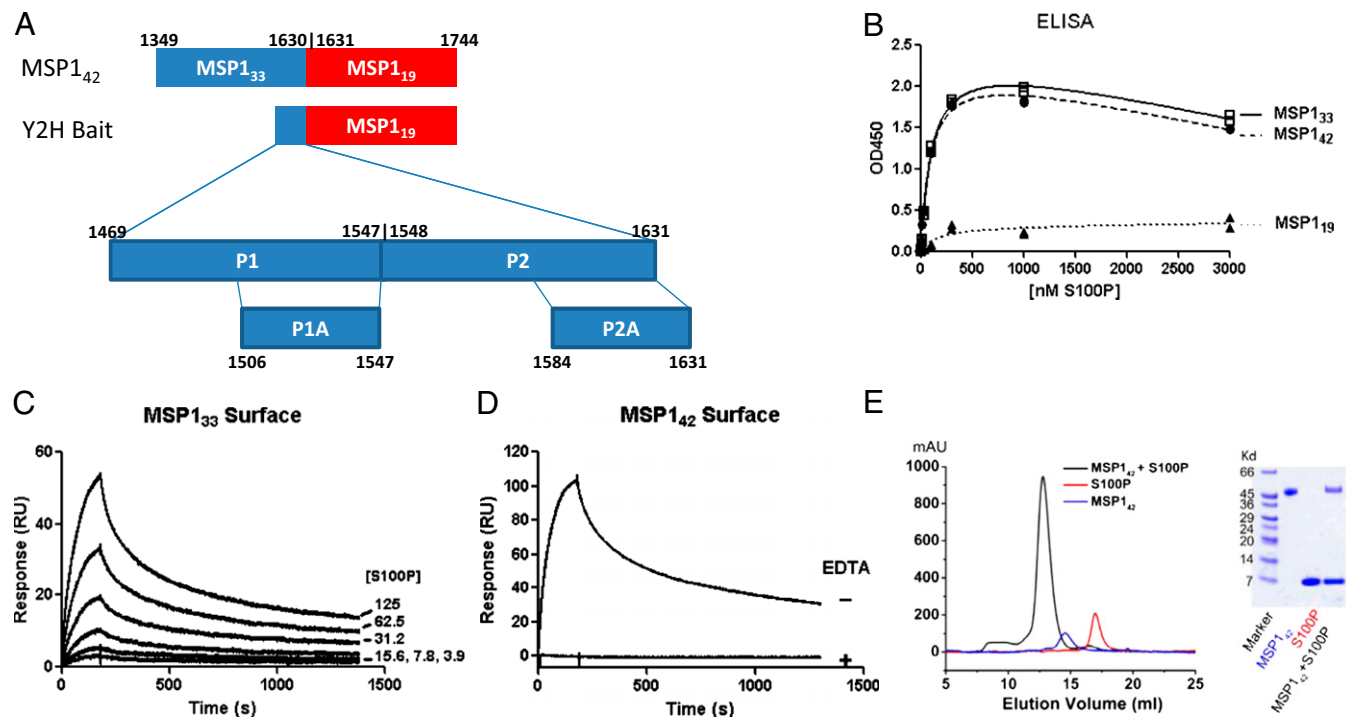 A
1349 1630 1631 1744
MSP1₄₂ MSP1₃₃ MSP1₁₉
Y2H Bait MSP1₁₉
1469 1547 1548 1631
P1 P2
P1A P2A
1506 1547 1584 1631
B
ELISA
2.5
2.0
1.5
1.0
0.5
0.0
OD450
0 500 1000 1500 2000 2500 3000
[nM S100P]
MSP1₃₃
MSP1₄₂
MSP1₁₉
C
MSP1₃₃ Surface
60
40
20
0
Response (RU)
0 500 1000 1500
Time (s)
[S100P]
125
62.5
31.2
15.6, 7.8, 3.9
D
MSP1₄₂ Surface
120
100
80
60
40
20
0
Response (RU)
0 500 1000 1500
Time (s)
EDTA
–
+
E
mAU
1000
800
600
400
200
0
5 10 15 20 25
Elution Volume (ml)
MSP1₄₂ + S100P
S100P
MSP1₄₂
Kd
66
45
36
29
24
20
14
7
Marker
MSP1₄₂
S100P
MSP1₄₂+S100P